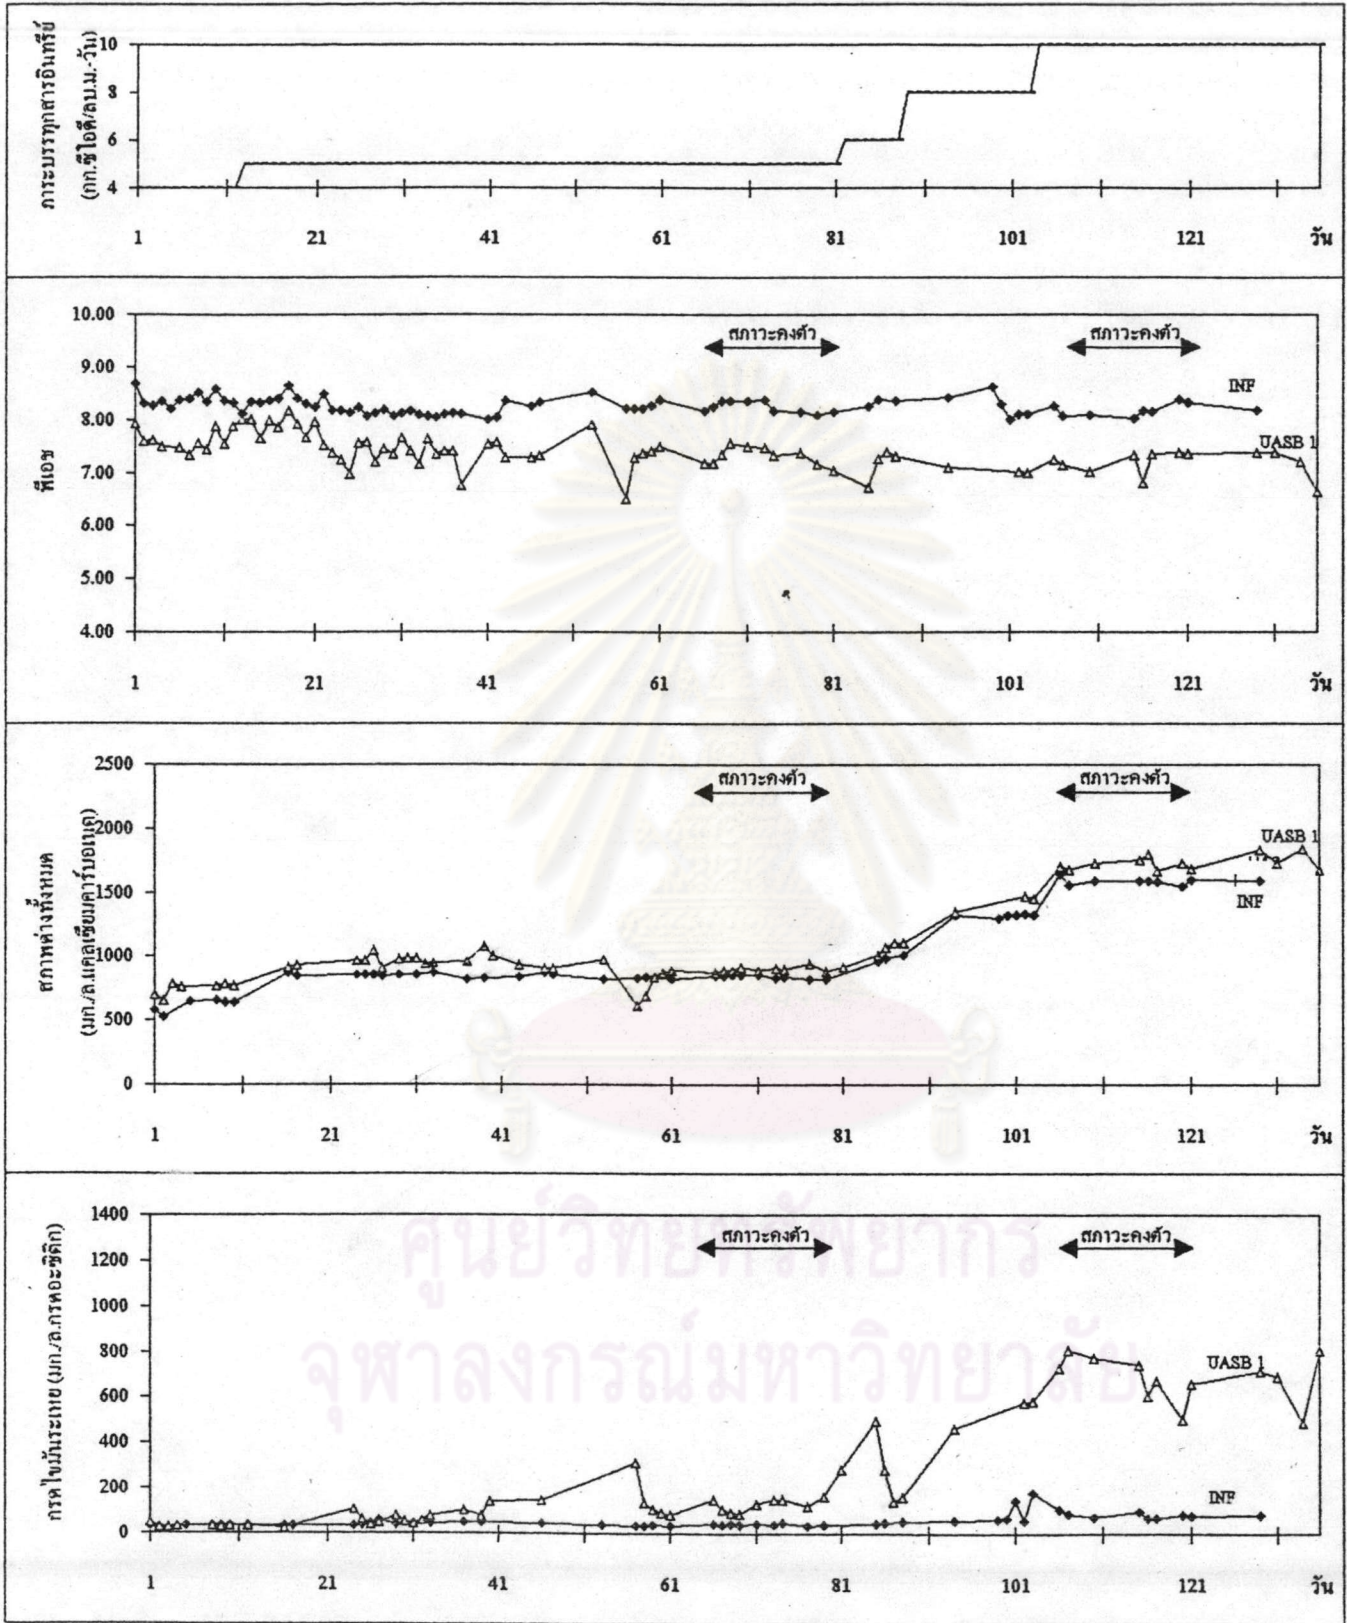 กระบรรทุกสารอินทรีย์
(กก.ซีโอดี/ลบ.ม.-วัน)
10
8
6
4
1 21 41 61 81 101 121 วัน
พีเอช
10.00
9.00
8.00
7.00
6.00
5.00
4.00
สภาวะคงตัว สภาวะคงตัว
INF
UASB 1
1 21 41 61 81 101 121 วัน
สภาพด่างทั้งหมด
(มก./ล.แคลเซียมคาร์บอเนต)
2500
2000
1500
1000
500
0
สภาวะคงตัว สภาวะคงตัว
UASB 1
INF
1 21 41 61 81 101 121 วัน
กรดไขมันระเหย (มก./ล.กรดอะซิติก)
1400
1200
1000
800
600
400
200
0
สภาวะคงตัว สภาวะคงตัว
UASB 1
INF
1 21 41 61 81 101 121 วัน
ศูนย์วิทยทรัพยากร
จุฬาลงกรณ์มหาวิทยาลัย